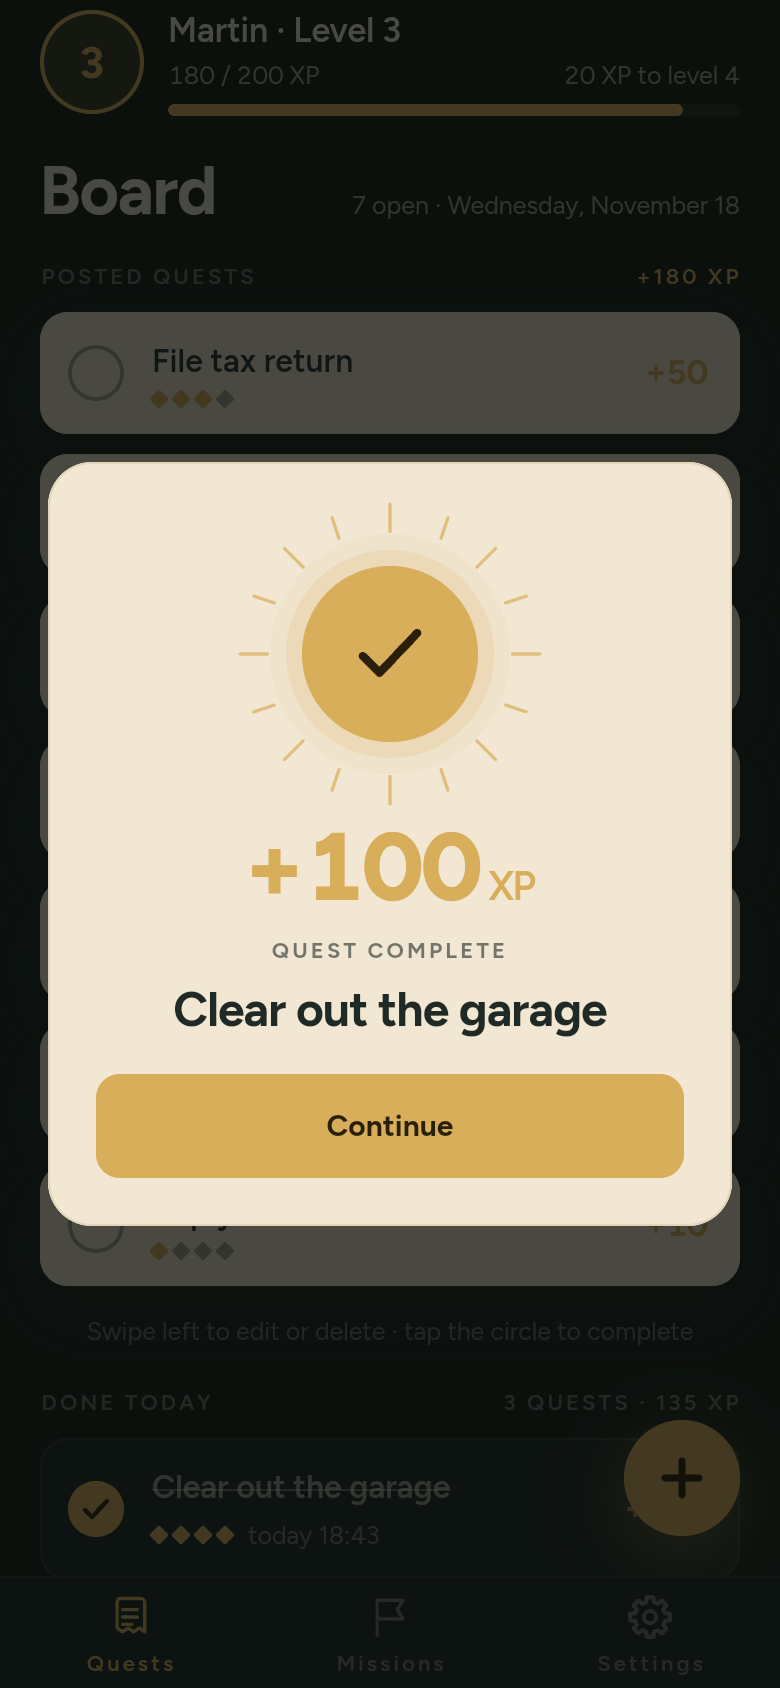 3
Martin · Level 3
180 / 200 XP
20 XP to level 4
Board
7 open · Wednesday, November 18
POSTED QUESTS
+180 XP
File tax return
+50
+100 XP
QUEST COMPLETE
Clear out the garage
Continue
+10
Swipe left to edit or delete · tap the circle to complete
DONE TODAY
3 QUESTS · 135 XP
Clear out the garage
today 18:43
Quests
Missions
Settings